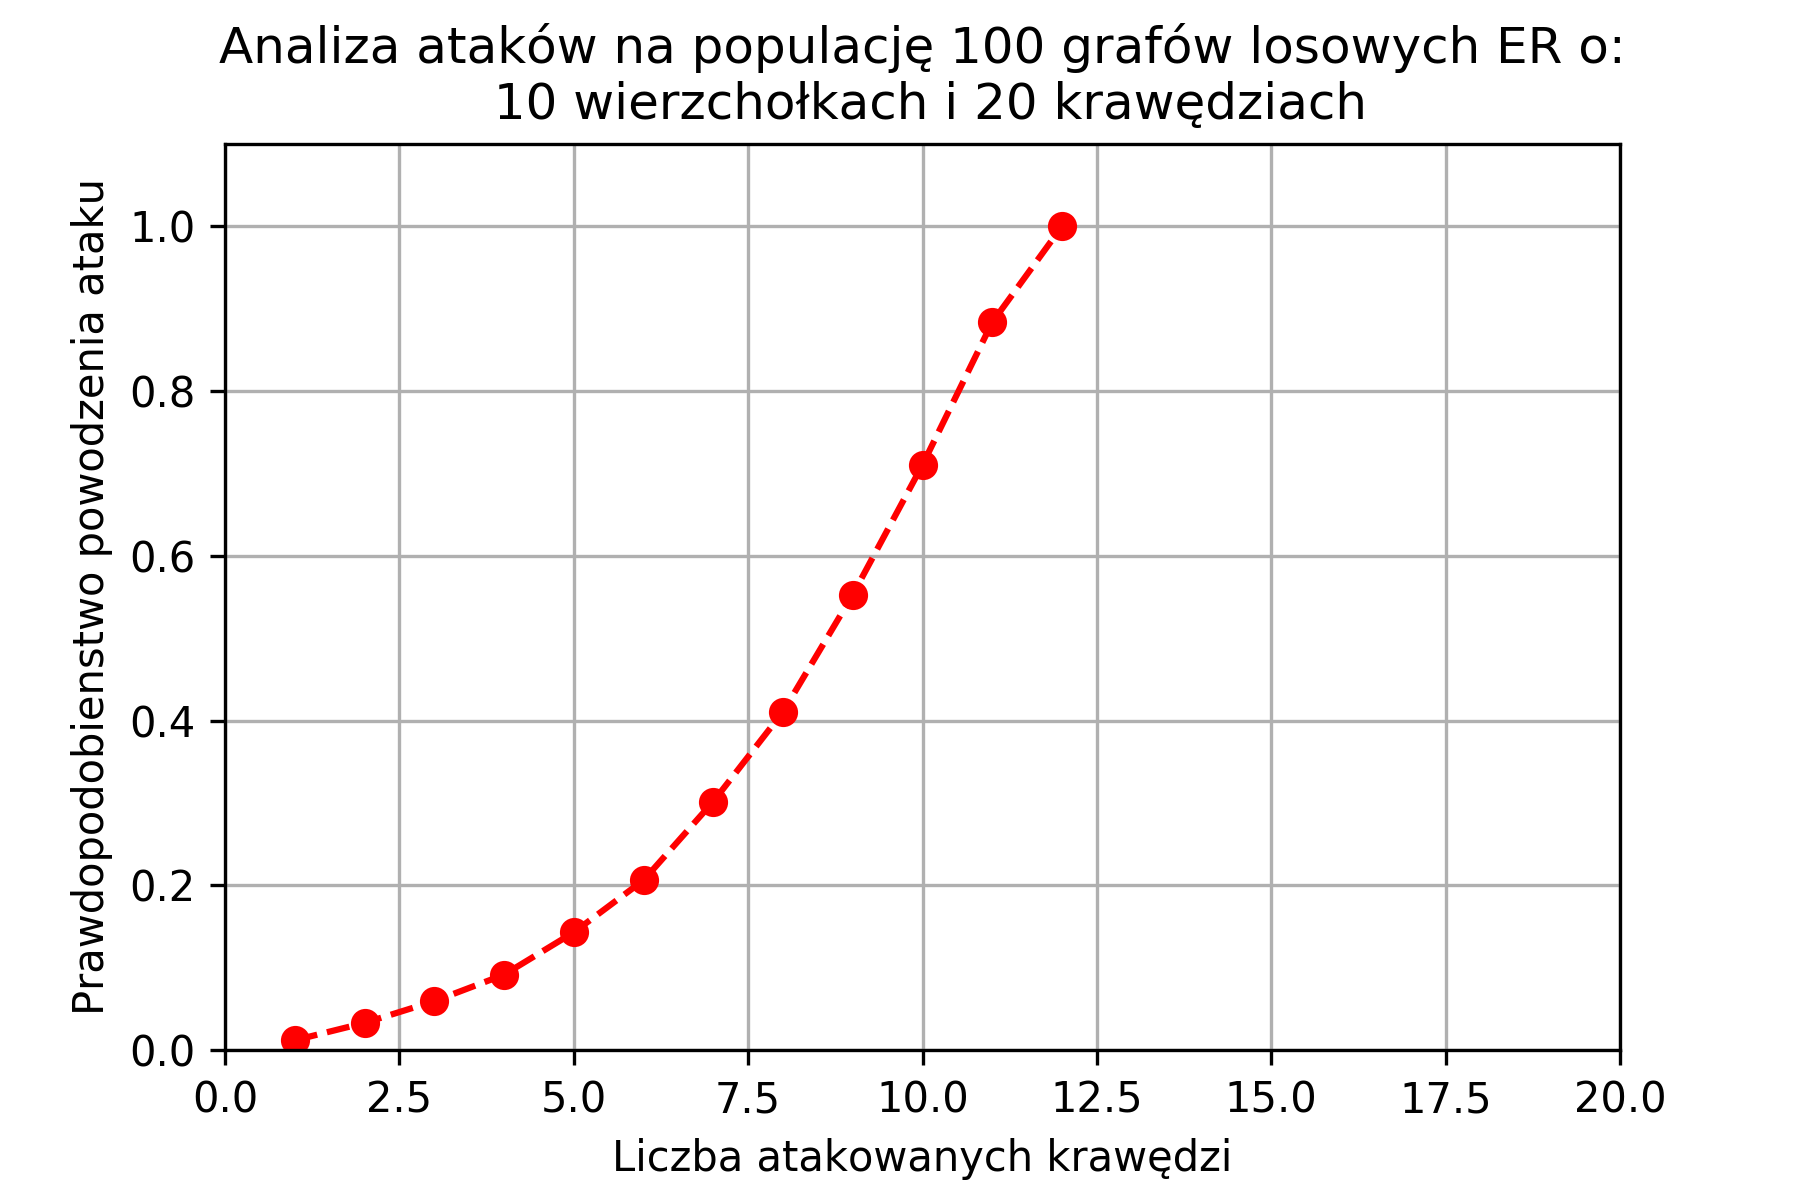 Analiza ataków na populację 100 grafów losowych ER o:
10 wierzchołkach i 20 krawędziach
Prawdopodobienstwo powodzenia ataku
1.0
0.8
0.6
0.4
0.2
0.0
0.0 2.5 5.0 7.5 10.0 12.5 15.0 17.5 20.0
Liczba atakowanych krawędzi